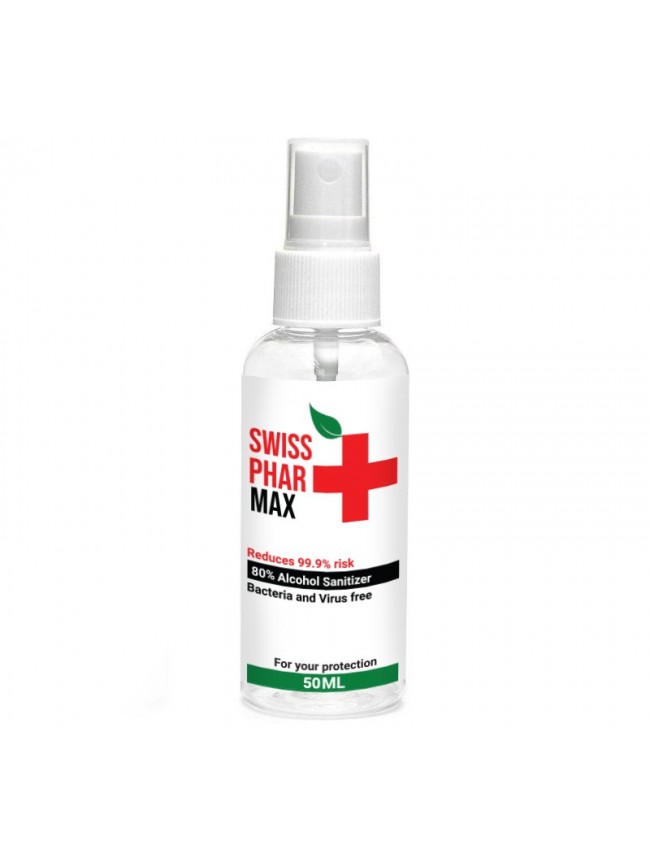 SWISS
PHAR
MAX
Reduces 99.9% risk
80% Alcohol Sanitizer
Bacteria and Virus free
For your protection
50ML